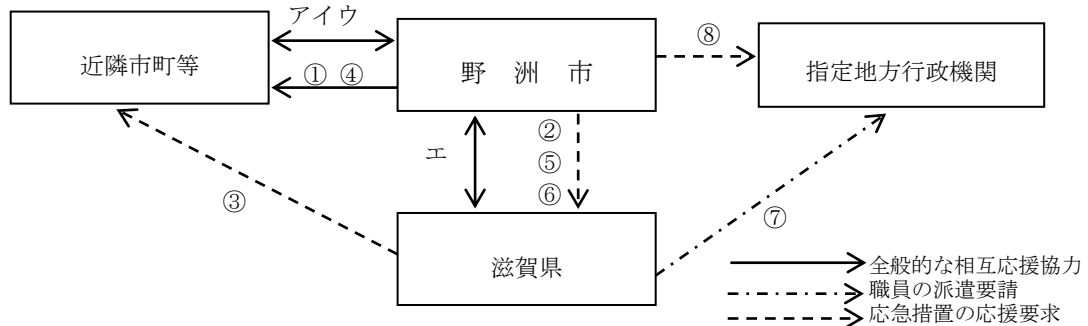 アイウ
近隣市町等
① ④
野 洲 市
⑧
指定地方行政機関
エ
②
⑤
⑥
③
⑦
滋賀県
全般的な相互応援協力
職員の派遣要請
応急措置の応援要求